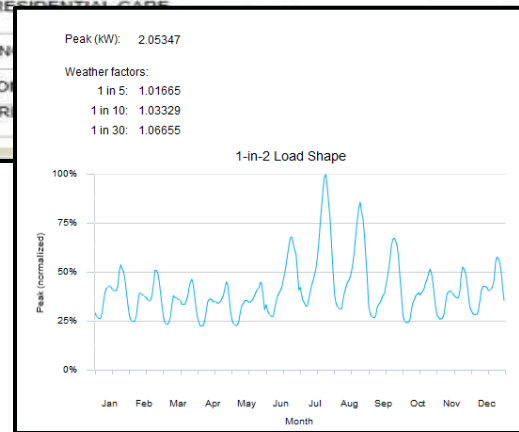 RESIDENTIAL CARE
Peak (kW): 2.05347
Weather factors:
1 in 5: 1.01665
1 in 10: 1.03329
1 in 30: 1.06655
1-in-2 Load Shape
100%
75%
50%
25%
0%
Peak (normalized)
Jan Feb Mar Apr May Jun Jul Aug Sep Oct Nov Dec
Month